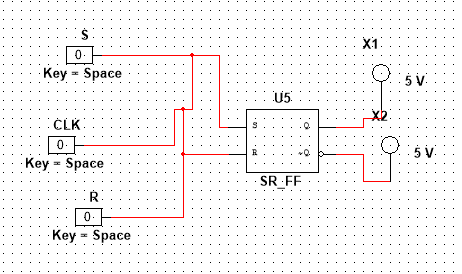 S
0
Key = Space
X1
5 V
U5
CLK
0
Key = Space
S
Q
X2
R
~Q
5 V
SR_FF
R
0
Key = Space